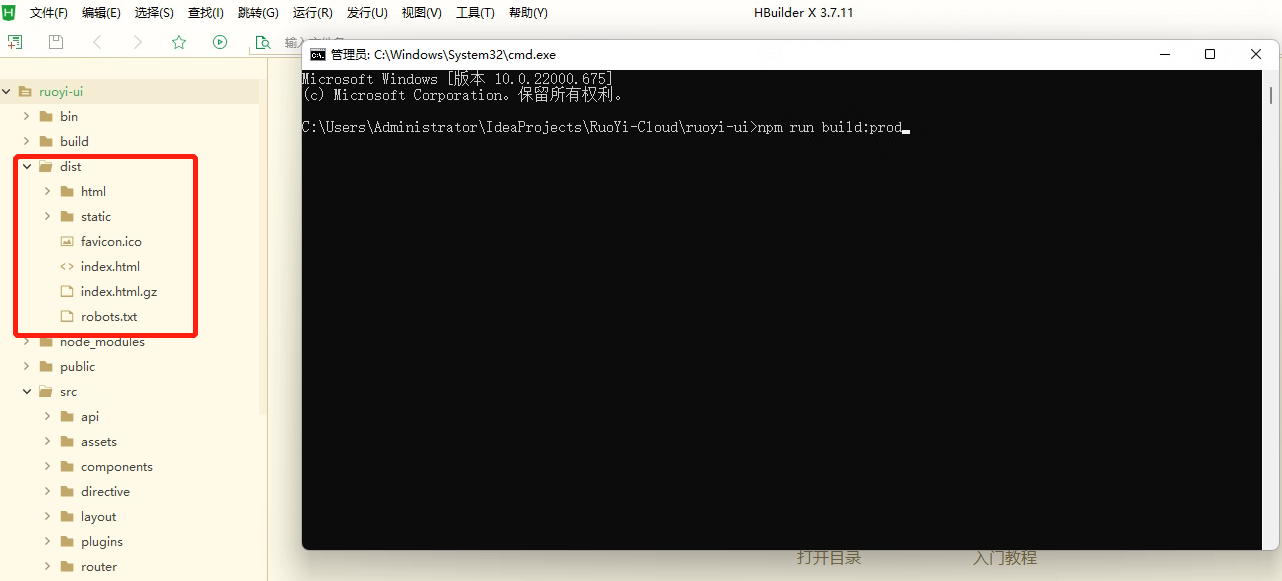 文件(F) 编辑(E) 选择(S) 查找(I) 跳转(G) 运行(R) 发行(U) 视图(V) 工具(T) 帮助(Y) HBuilder X 3.7.11
输入文件名
管理员: C:\Windows\System32\cmd.exe
Microsoft Windows [版本 10.0.22000.675]
(c) Microsoft Corporation。保留所有权利。
C:\Users\Administrator\IdeaProjects\RuoYi-Cloud\ruoyi-ui>npm run build:prod
ruoyi-ui
bin
build
dist
html
static
favicon.ico
index.html
index.html.gz
robots.txt
node_modules
public
src
api
assets
components
directive
layout
plugins
router
打开目录 入门教程